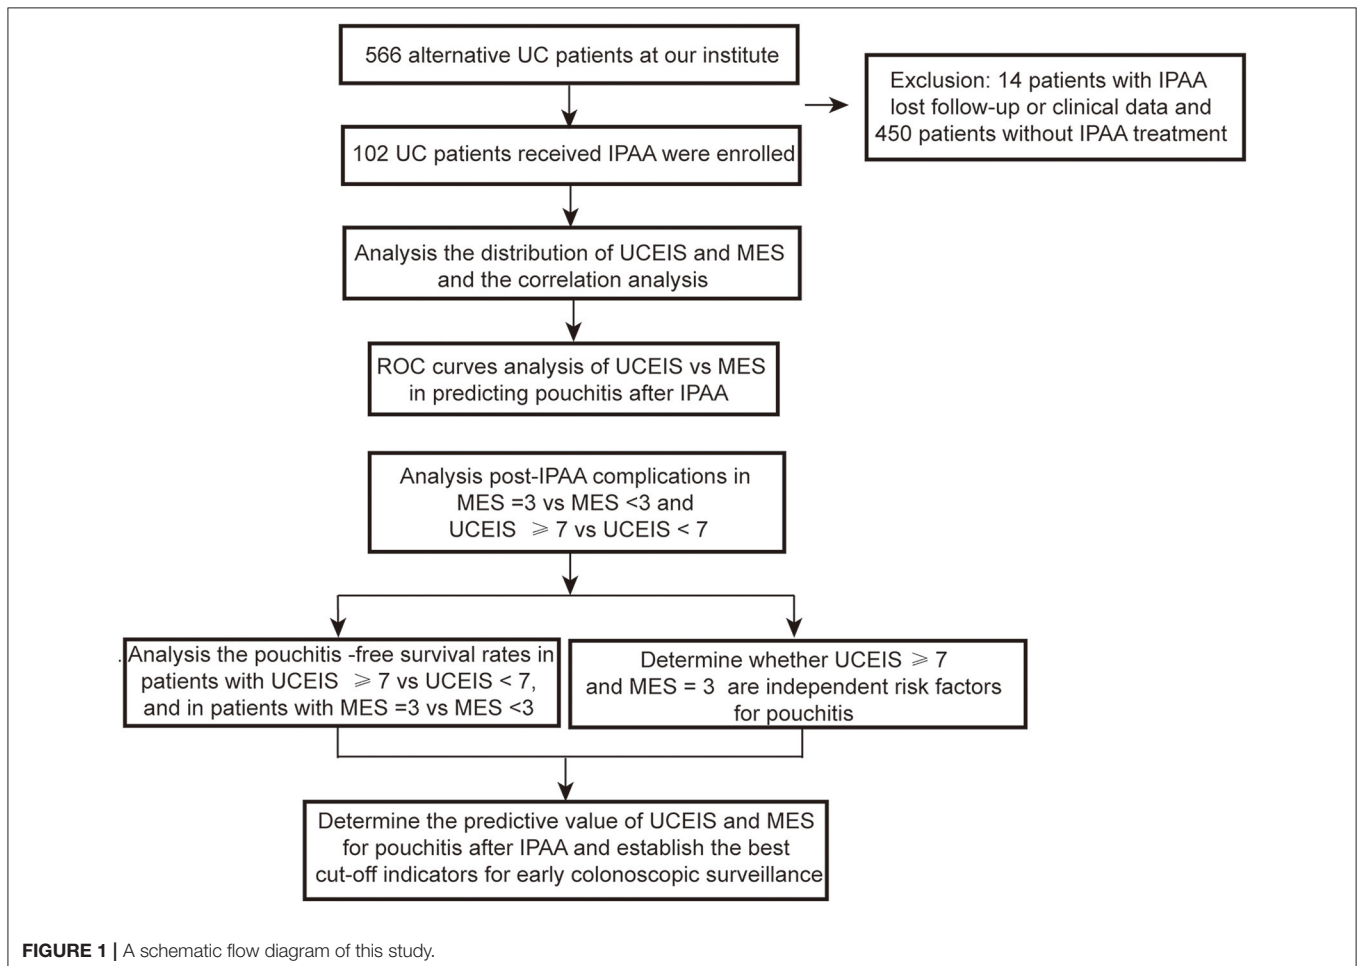 566 alternative UC patients at our institute
Exclusion: 14 patients with IPAA
lost follow-up or clinical data and
450 patients without IPAA treatment
102 UC patients received IPAA were enrolled
Analysis the distribution of UCEIS and MES
and the correlation analysis
ROC curves analysis of UCEIS vs MES
in predicting pouchitis after IPAA
Analysis post-IPAA complications in
MES =3 vs MES <3 and
UCEIS ⩾ 7 vs UCEIS < 7
.Analysis the pouchitis -free survival rates in
patients with UCEIS ⩾ 7 vs UCEIS < 7,
and in patients with MES =3 vs MES <3
Determine whether UCEIS ⩾ 7
and MES = 3 are independent risk factors
for pouchitis
Determine the predictive value of UCEIS and MES
for pouchitis after IPAA and establish the best
cut-off indicators for early colonoscopic surveillance
FIGURE 1 | A schematic flow diagram of this study.